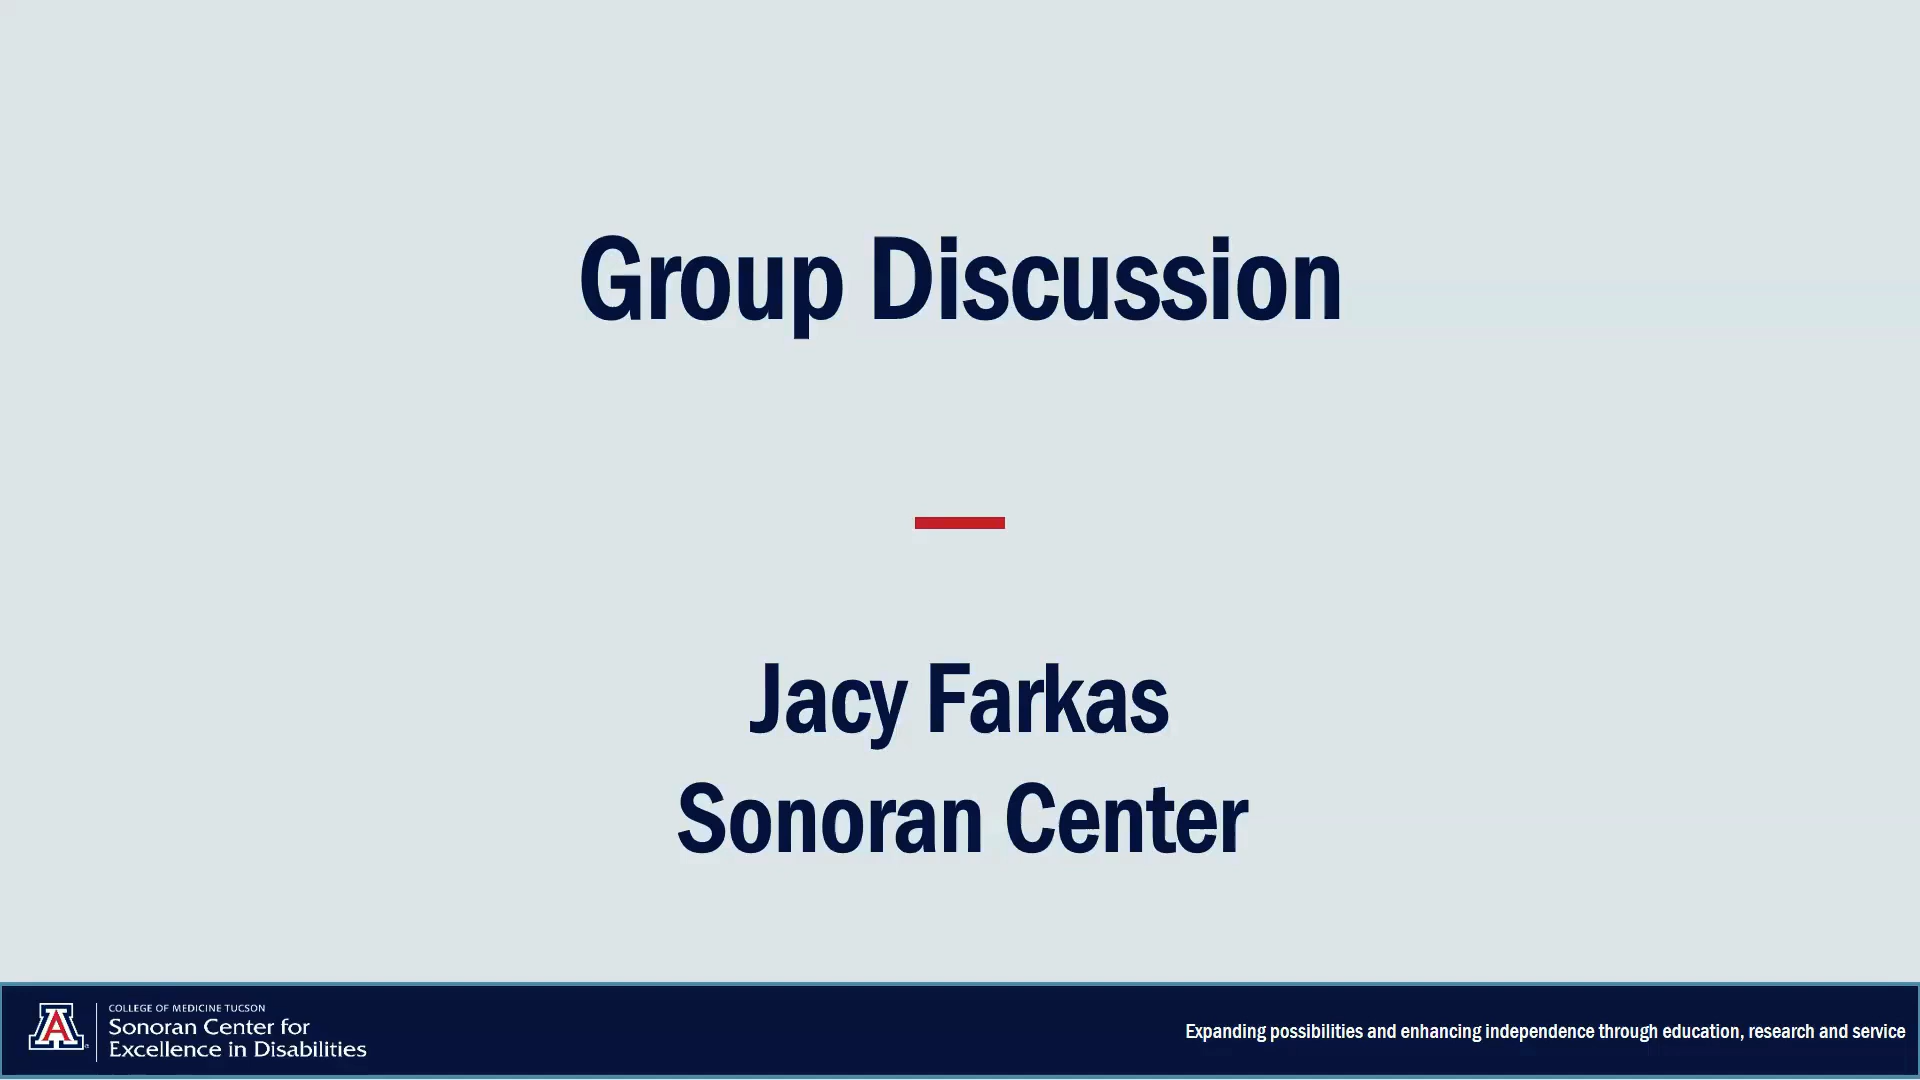 Group Discussion
Jacy Farkas
Sonoran Center
A
COLLEGE OF MEDICINE TUCSON
Sonoran Center for
Excellence in Disabilities
Expanding possibilities and enhancing independence through education, research and service